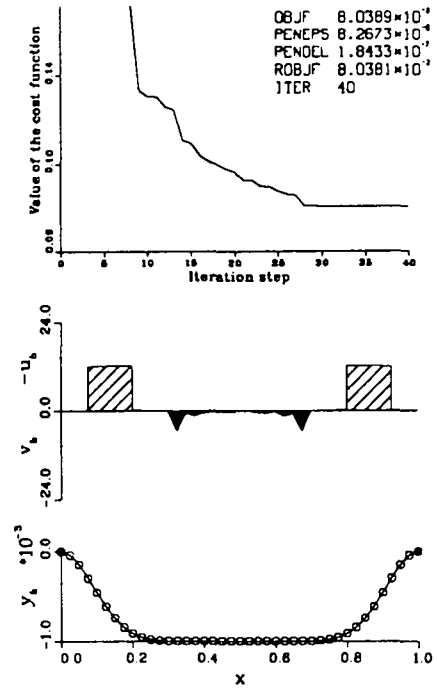 OBJF 8.0389×10⁻²
PENEPS 8.2673×10⁻⁶
PENDEL 1.8433×10⁻⁷
ROBJF 8.0381×10⁻²
ITER 40
Value of the cost function
0.14
0.10
0.06
0 5 10 15 20 25 30 35 40
Iteration step
v_h -u_h
24.0
0.0
-24.0
y_h *10⁻³
0.0
-1.0
0.0 0.2 0.4 0.6 0.8 1.0
x